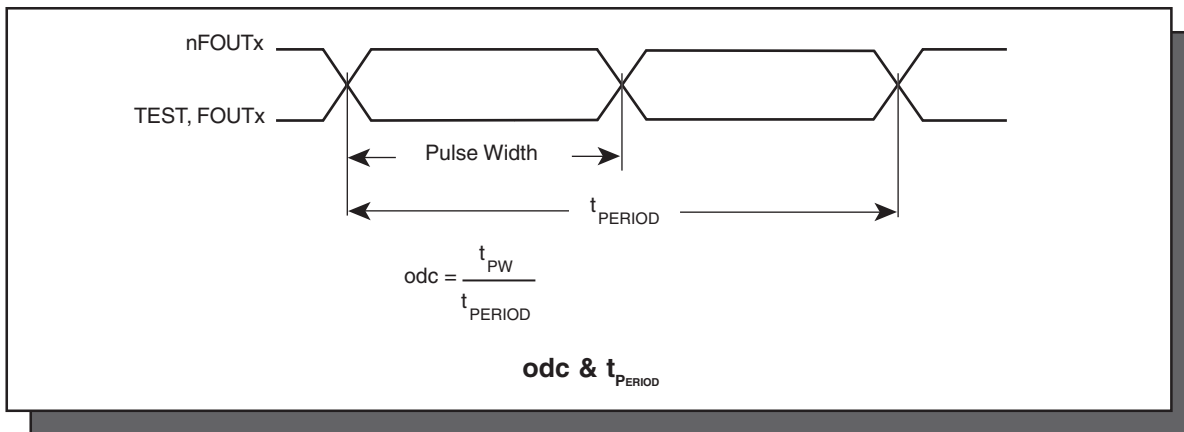 nFOUTx
TEST, FOUTx
Pulse Width
tPERIOD
odc = tPW
tPERIOD
odc & tPERIOD